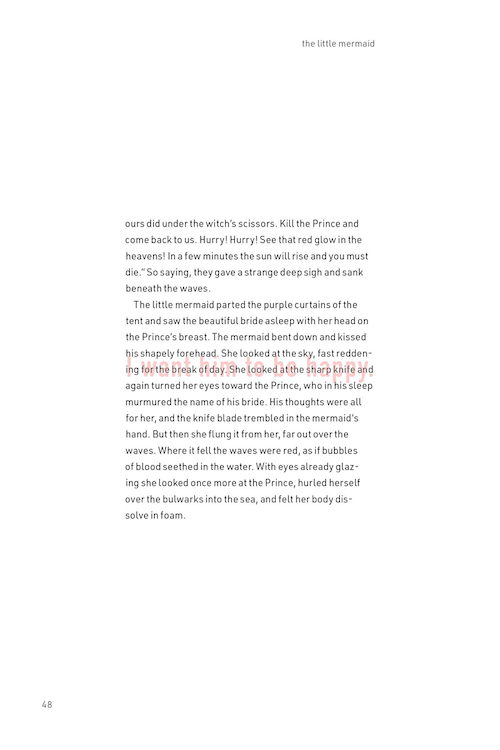 the little mermaid
ours did under the witch's scissors. Kill the Prince and
come back to us. Hurry! Hurry! See that red glow in the
heavens! In a few minutes the sun will rise and you must
die." So saying, they gave a strange deep sigh and sank
beneath the waves.
The little mermaid parted the purple curtains of the
tent and saw the beautiful bride asleep with her head on
the Prince's breast. The mermaid bent down and kissed
his shapely forehead. She looked at the sky, fast redden-
I want him to be happy.
ing for the break of day. She looked at the sharp knife and
again turned her eyes toward the Prince, who in his sleep
murmured the name of his bride. His thoughts were all
for her, and the knife blade trembled in the mermaid's
hand. But then she flung it from her, far out over the
waves. Where it fell the waves were red, as if bubbles
of blood seethed in the water. With eyes already glaz-
ing she looked once more at the Prince, hurled herself
over the bulwarks into the sea, and felt her body dis-
solve in foam.
48